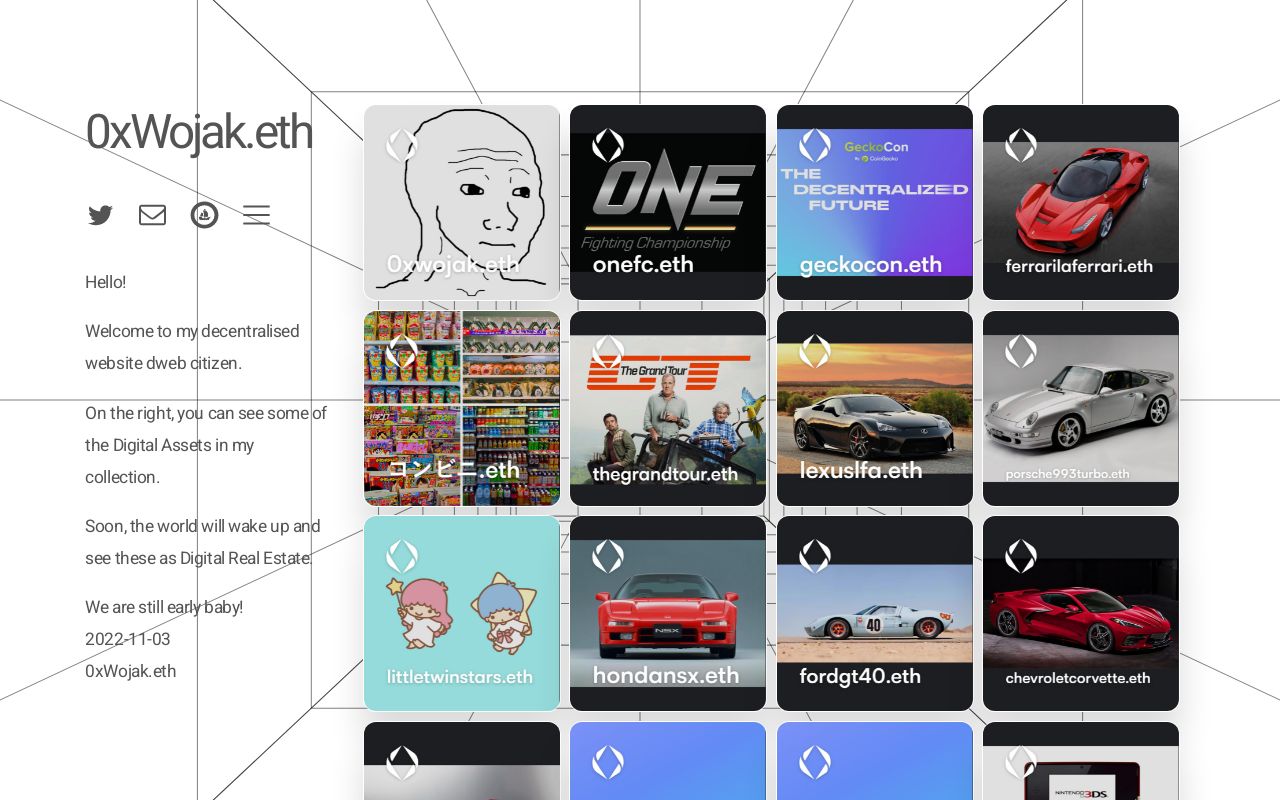 0xWojak.eth
Hello!
Welcome to my decentralised
website dweb citizen.
On the right, you can see some of
the Digital Assets in my
collection.
Soon, the world will wake up and
see these as Digital Real Estate.
We are still early baby!
2022-11-03
0xWojak.eth
0xwojak.eth
ONE
Fighting Championship
onefc.eth
GeckoCon
By CoinGecko
THE
DECENTRALIZED
FUTURE
geckocon.eth
ferrarilaferrari.eth
コンビニ.eth
The Grand Tour
thegrandtour.eth
lexuslfa.eth
porsche993turbo.eth
littletwinstars.eth
NSX
hondansx.eth
40
fordgt40.eth
chevroletcorvette.eth
NINTENDO 3DS